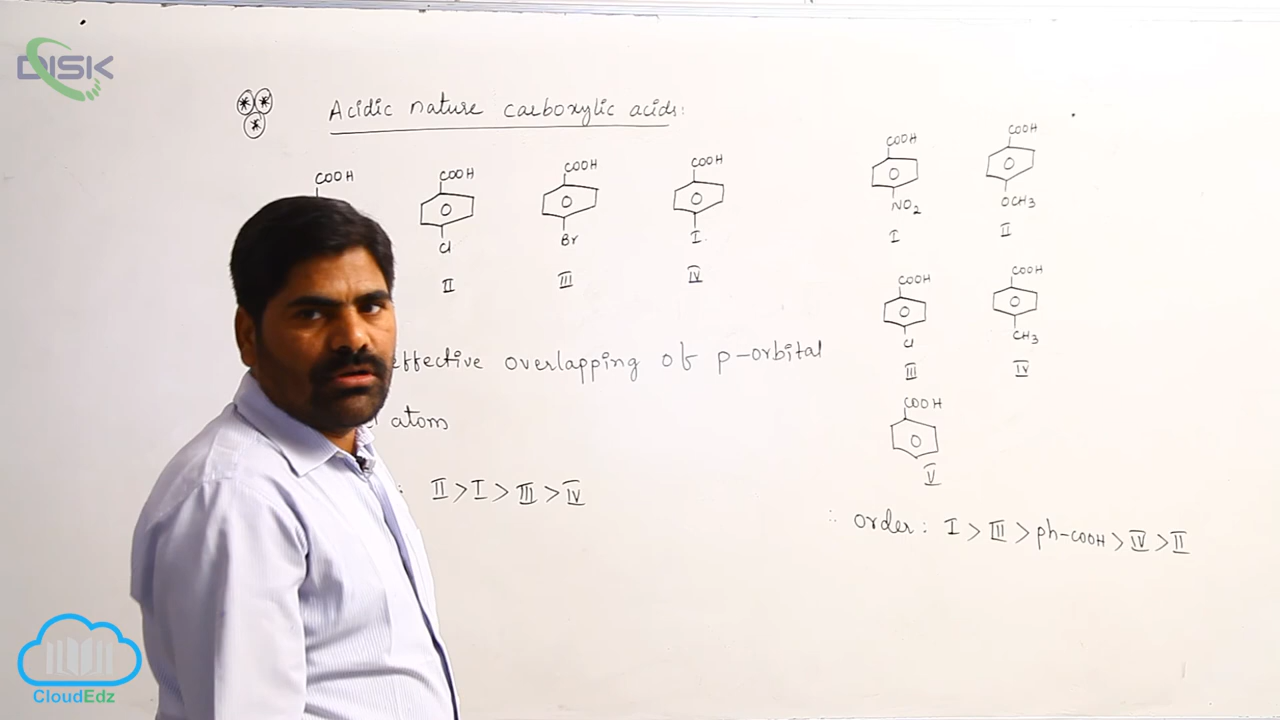 DISK
Acidic nature carboxylic acids:
COOH COOH COOH COOH
Cl Br I
II III IV
effective overlapping of p-orbital
atom
: II > I > III > IV
COOH COOH
NO2 OCH3
I II
COOH COOH
Cl CH3
III IV
COOH
V
∴ order: I > III > ph-COOH > IV > II
CloudEdz